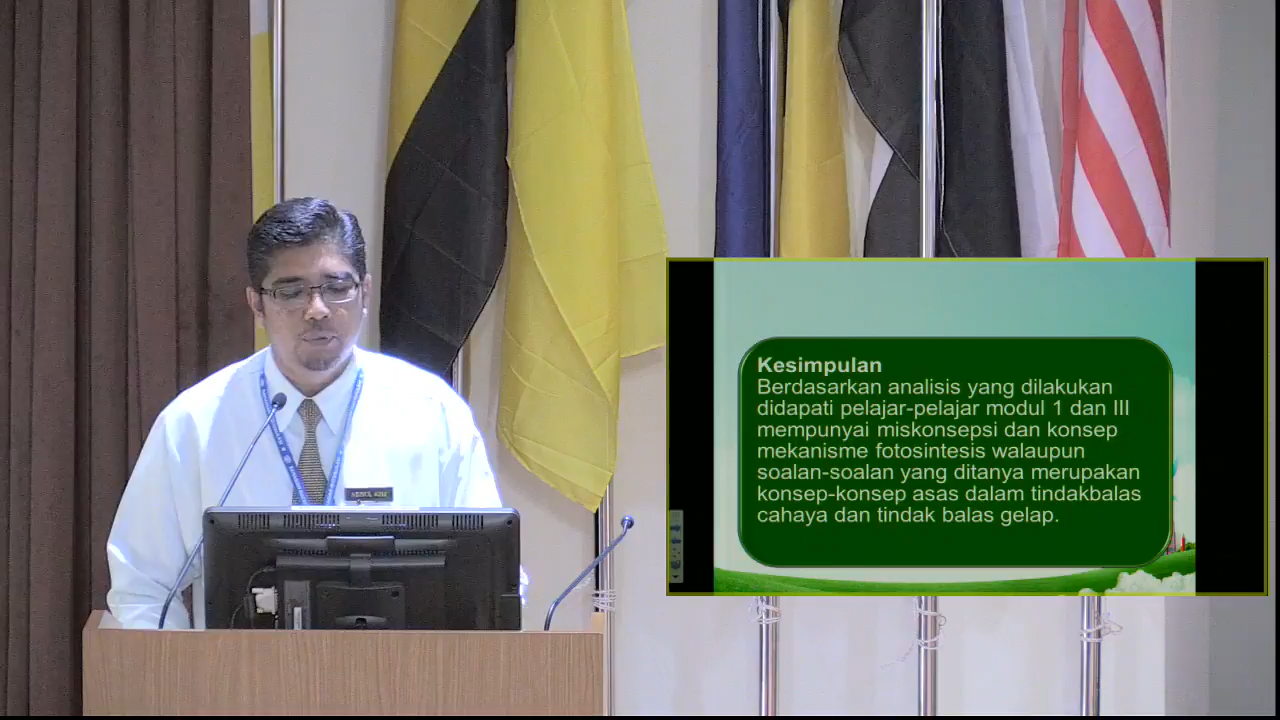 Kesimpulan
Berdasarkan analisis yang dilakukan
didapati pelajar-pelajar modul 1 dan III
mempunyai miskonsepsi dan konsep
mekanisme fotosintesis walaupun
soalan-soalan yang ditanya merupakan
konsep-konsep asas dalam tindakbalas
cahaya dan tindak balas gelap.